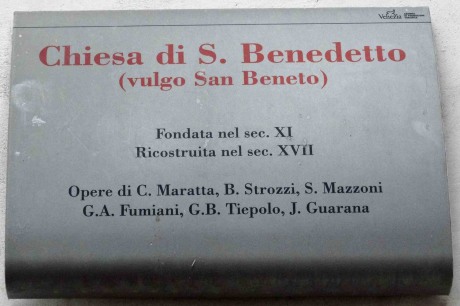 Venezia
Chiesa di S. Benedetto
(vulgo San Beneto)
Fondata nel sec. XI
Ricostruita nel sec. XVII
Opere di C. Maratta, B. Strozzi, S. Mazzoni
G.A. Fumiani, G.B. Tiepolo, J. Guarana